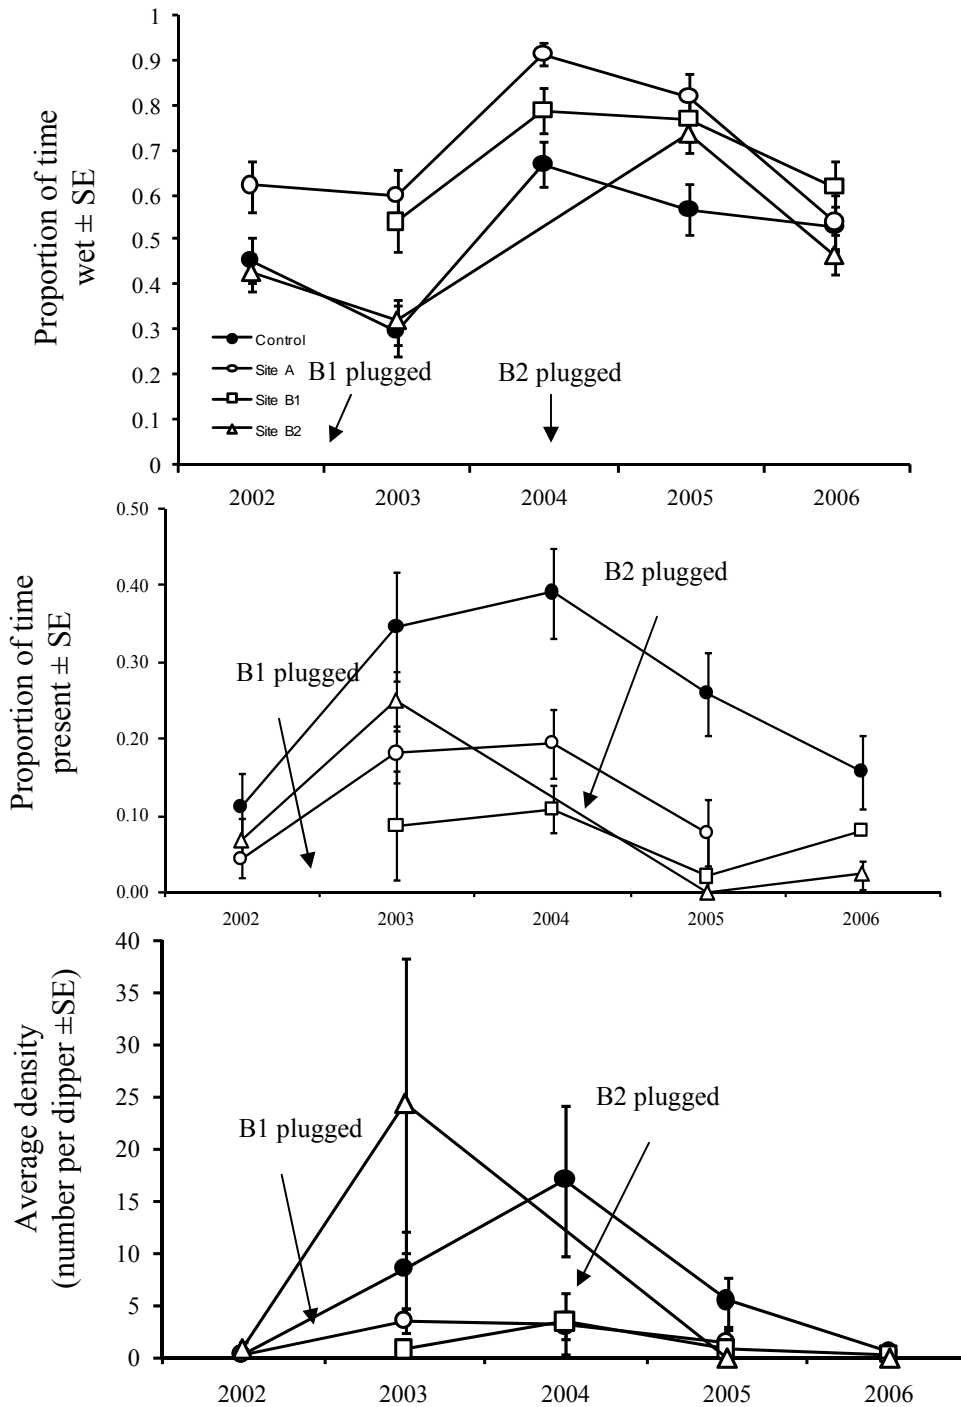 Proportion of time
wet ± SE
1
0.9
0.8
0.7
0.6
0.5
0.4
0.3
0.2
0.1
0
Control
Site A
Site B1
Site B2
B1 plugged
B2 plugged
2002
2003
2004
2005
2006
Proportion of time
present ± SE
0.50
0.40
0.30
0.20
0.10
0.00
B1 plugged
B2 plugged
2002
2003
2004
2005
2006
Average density
(number per dipper ±SE)
40
35
30
25
20
15
10
5
0
B1 plugged
B2 plugged
2002
2003
2004
2005
2006